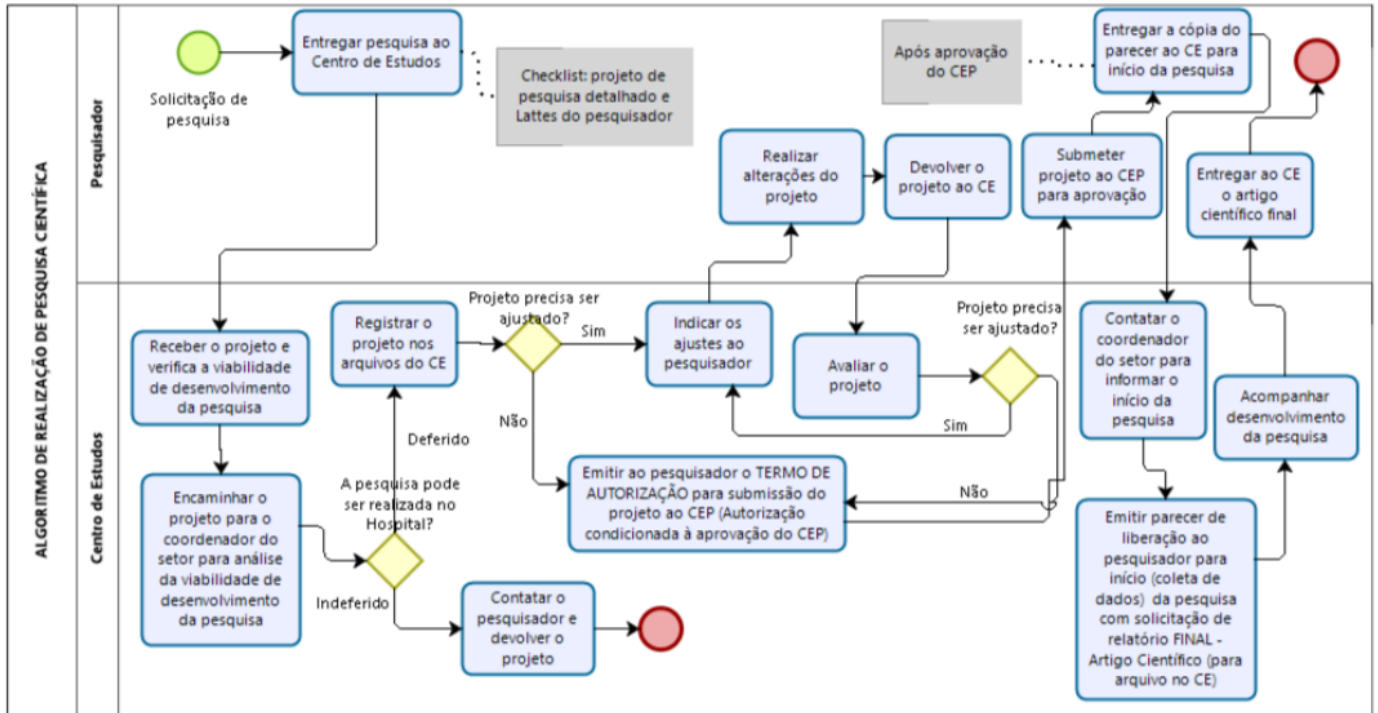 ALGORITMO DE REALIZAÇÃO DE PESQUISA CIENTÍFICA
Pesquisador
Solicitação de
pesquisa
Entregar pesquisa ao
Centro de Estudos
Checklist: projeto de
pesquisa detalhado e
Lattes do pesquisador
Realizar
alterações do
projeto
Devolver o
projeto ao CE
Após aprovação
do CEP
Submeter
projeto ao CEP
para aprovação
Entregar a cópia do
parecer ao CE para
início da pesquisa
Entregar ao CE
o artigo
científico final
Centro de Estudos
Receber o projeto e
verifica a viabilidade
de desenvolvimento
da pesquisa
Encaminhar o
projeto para o
coordenador do
setor para análise
da viabilidade de
desenvolvimento
da pesquisa
A pesquisa pode
ser realizada no
Hospital?
Deferido
Indeferido
Registrar o
projeto nos
arquivos do CE
Contatar o
pesquisador e
devolver o
projeto
Projeto precisa ser
ajustado?
Sim
Não
Indicar os
ajustes ao
pesquisador
Emitir ao pesquisador o TERMO DE
AUTORIZAÇÃO para submissão do
projeto ao CEP (Autorização
condicionada à aprovação do CEP)
Avaliar o
projeto
Projeto precisa
ser ajustado?
Sim
Não
Contatar o
coordenador
do setor para
informar o
início da
pesquisa
Emitir parecer de
liberação ao
pesquisador para
início (coleta de
dados) da pesquisa
com solicitação de
relatório FINAL -
Artigo Científico (para
arquivo no CE)
Acompanhar
desenvolvimento
da pesquisa